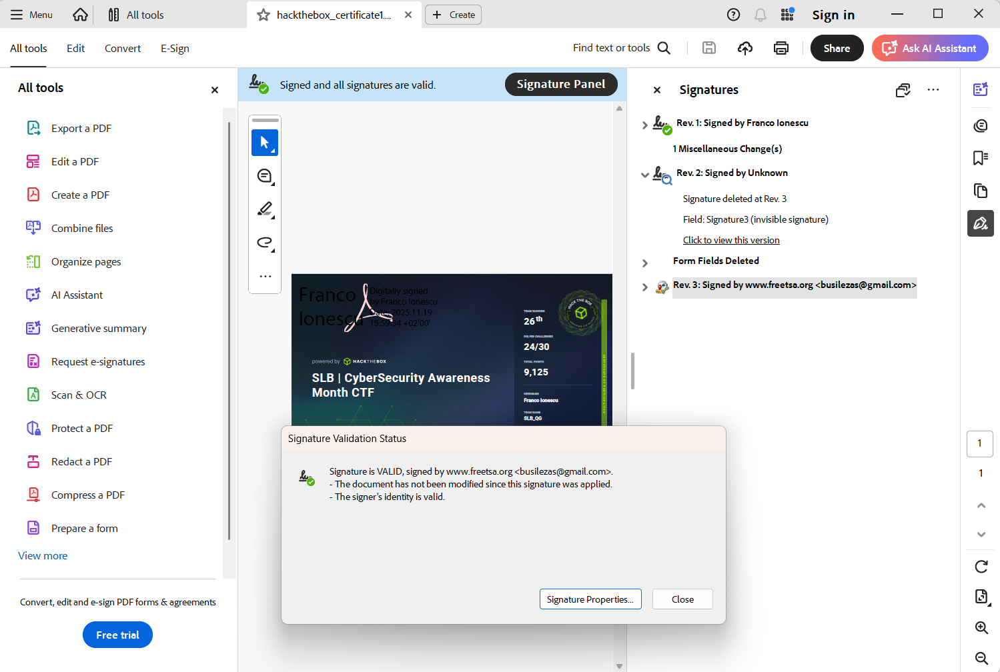 Menu
All tools
hackthebox_certificate1....
Create
Sign in
All tools
Edit
Convert
E-Sign
Find text or tools
Share
Ask AI Assistant
All tools
Export a PDF
Edit a PDF
Create a PDF
Combine files
Organize pages
AI Assistant
Generative summary
Request e-signatures
Scan & OCR
Protect a PDF
Redact a PDF
Compress a PDF
Prepare a form
View more
Convert, edit and e-sign PDF forms & agreements
Free trial
Signed and all signatures are valid.
Signature Panel
Franco
Ionescu
Digitally signed
by Franco Ionescu
Date: 2025.11.19
15:59:34 +02'00'
powered by HACKTHEBOX
SLB | CyberSecurity Awareness
Month CTF
HACK THE BOX
TEAM RANKING
26th
SOLVED CHALLENGES
24/30
TOTAL POINTS
9,125
USERNAME
Franco Ionescu
TEAM NAME
SLB_QG
CERTIFICATE OF PARTICIPATION
Signature Validation Status
Signature is VALID, signed by www.freetsa.org <busilezas@gmail.com>.
- The document has not been modified since this signature was applied.
- The signer's identity is valid.
Signature Properties...
Close
Signatures
Rev. 1: Signed by Franco Ionescu
1 Miscellaneous Change(s)
Rev. 2: Signed by Unknown
Signature deleted at Rev. 3
Field: Signature3 (invisible signature)
Click to view this version
Form Fields Deleted
Rev. 3: Signed by www.freetsa.org <busilezas@gmail.com>
1
1